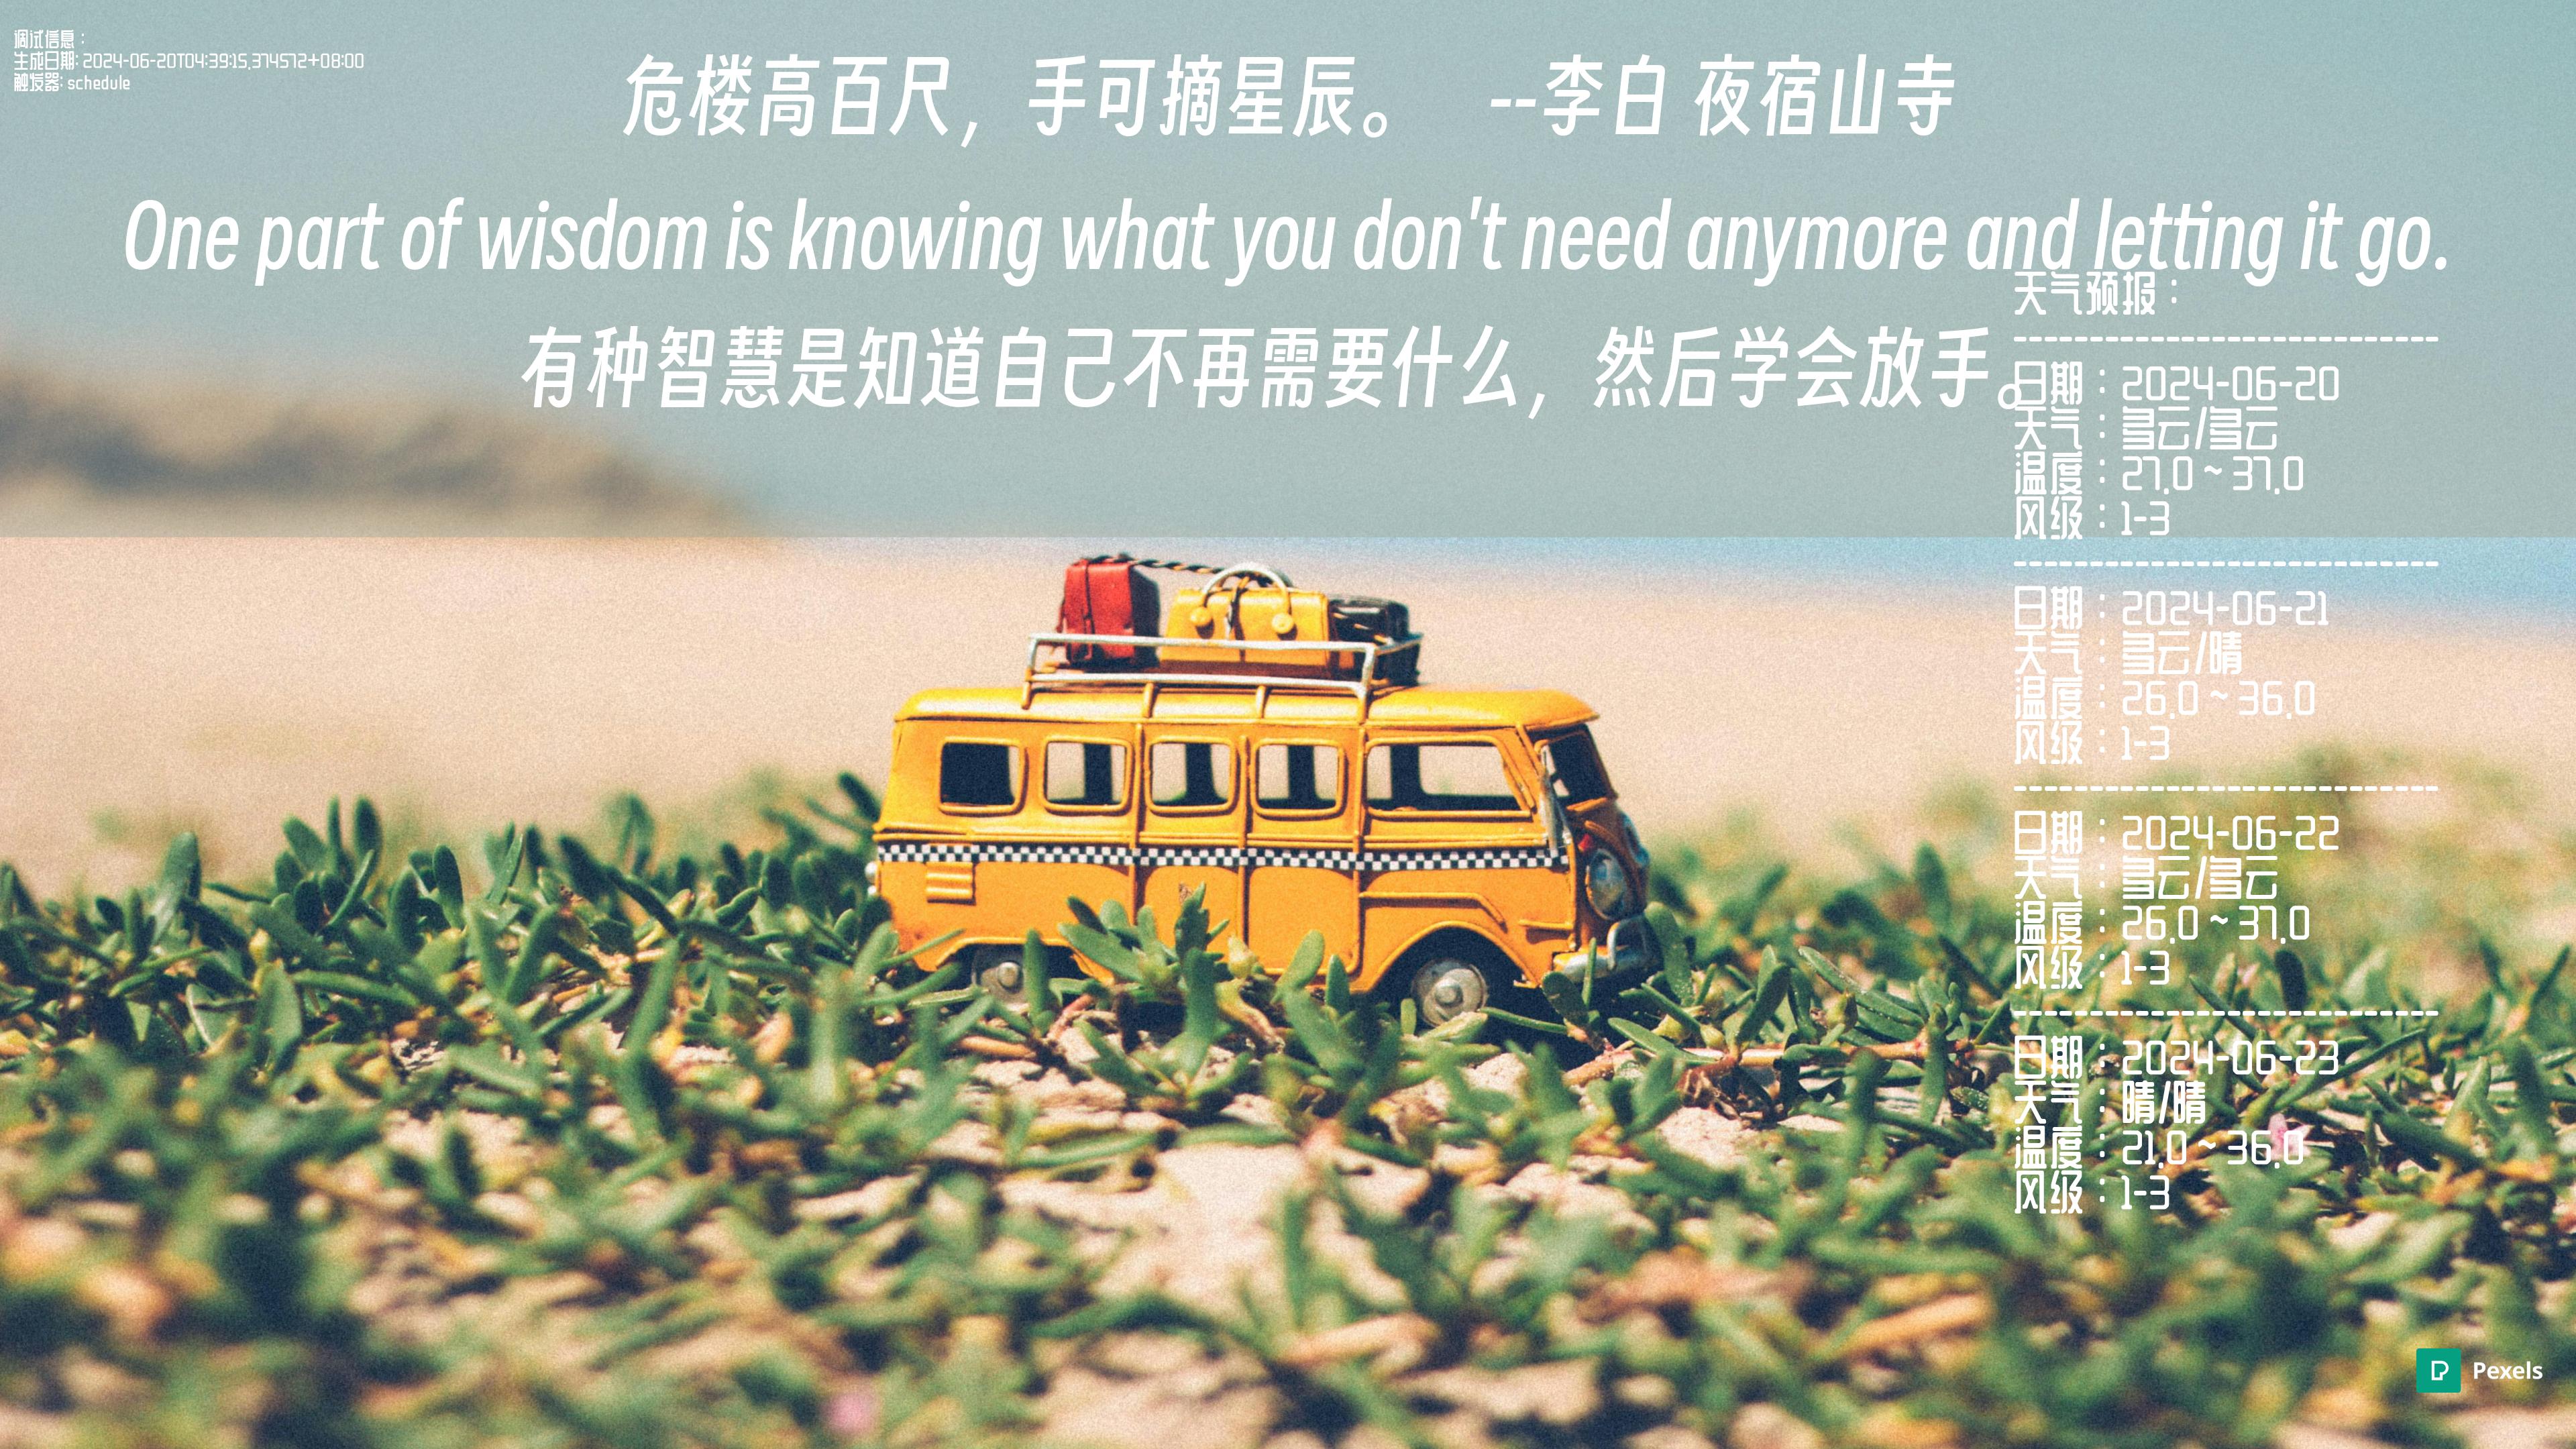 调试信息：
生成日期: 2024-06-20T04:39:15.374572+08:00
触发器: schedule
危楼高百尺，手可摘星辰。 --李白 夜宿山寺
One part of wisdom is knowing what you don't need anymore and letting it go.
有种智慧是知道自己不再需要什么，然后学会放手。
天气预报：
----------------------------
日期：2024-06-20
天气：多云/多云
温度：27.0 ~ 37.0
风级：1-3
----------------------------
日期：2024-06-21
天气：多云/晴
温度：26.0 ~ 36.0
风级：1-3
----------------------------
日期：2024-06-22
天气：多云/多云
温度：26.0 ~ 37.0
风级：1-3
----------------------------
日期：2024-06-23
天气：晴/晴
温度：21.0 ~ 36.0
风级：1-3
Pexels